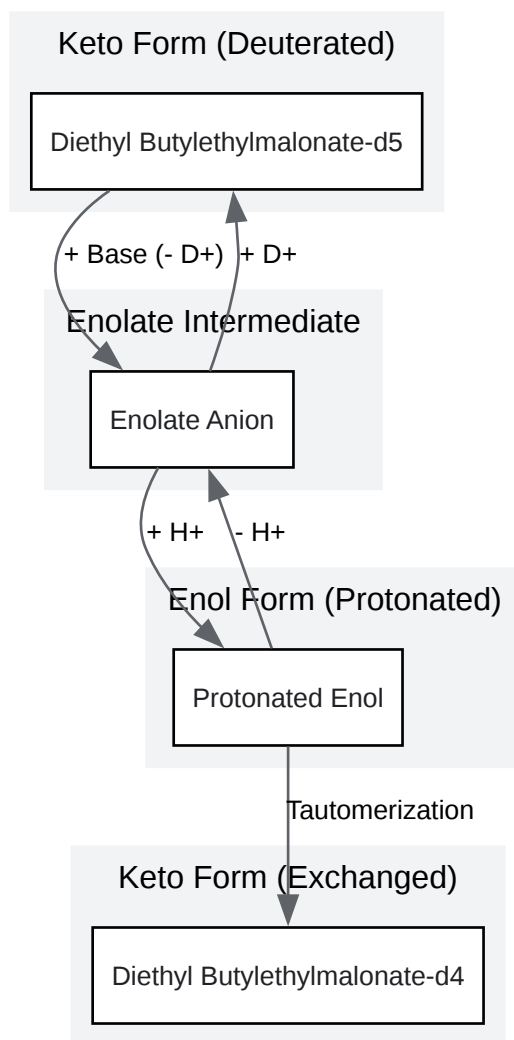 Keto Form (Deuterated)
Diethyl Butylethylmalonate-d5
+ Base (- D+)
+ D+
Enolate Intermediate
Enolate Anion
+ H+
- H+
Enol Form (Protonated)
Protonated Enol
Tautomerization
Keto Form (Exchanged)
Diethyl Butylethylmalonate-d4